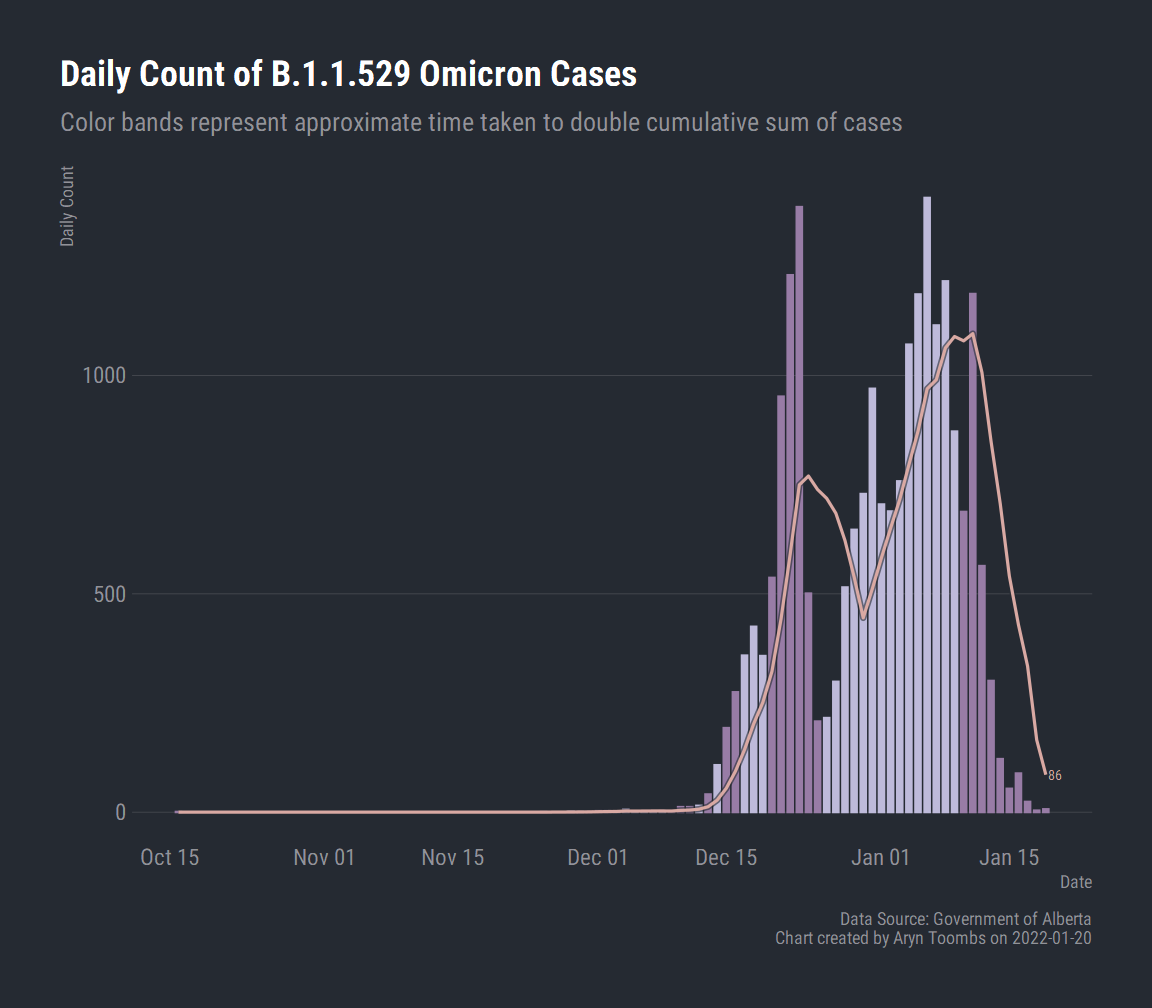 Daily Count of B.1.1.529 Omicron Cases
Color bands represent approximate time taken to double cumulative sum of cases
Daily Count
1000
500
0
86
Oct 15 Nov 01 Nov 15 Dec 01 Dec 15 Jan 01 Jan 15
Date
Data Source: Government of Alberta
Chart created by Aryn Toombs on 2022-01-20